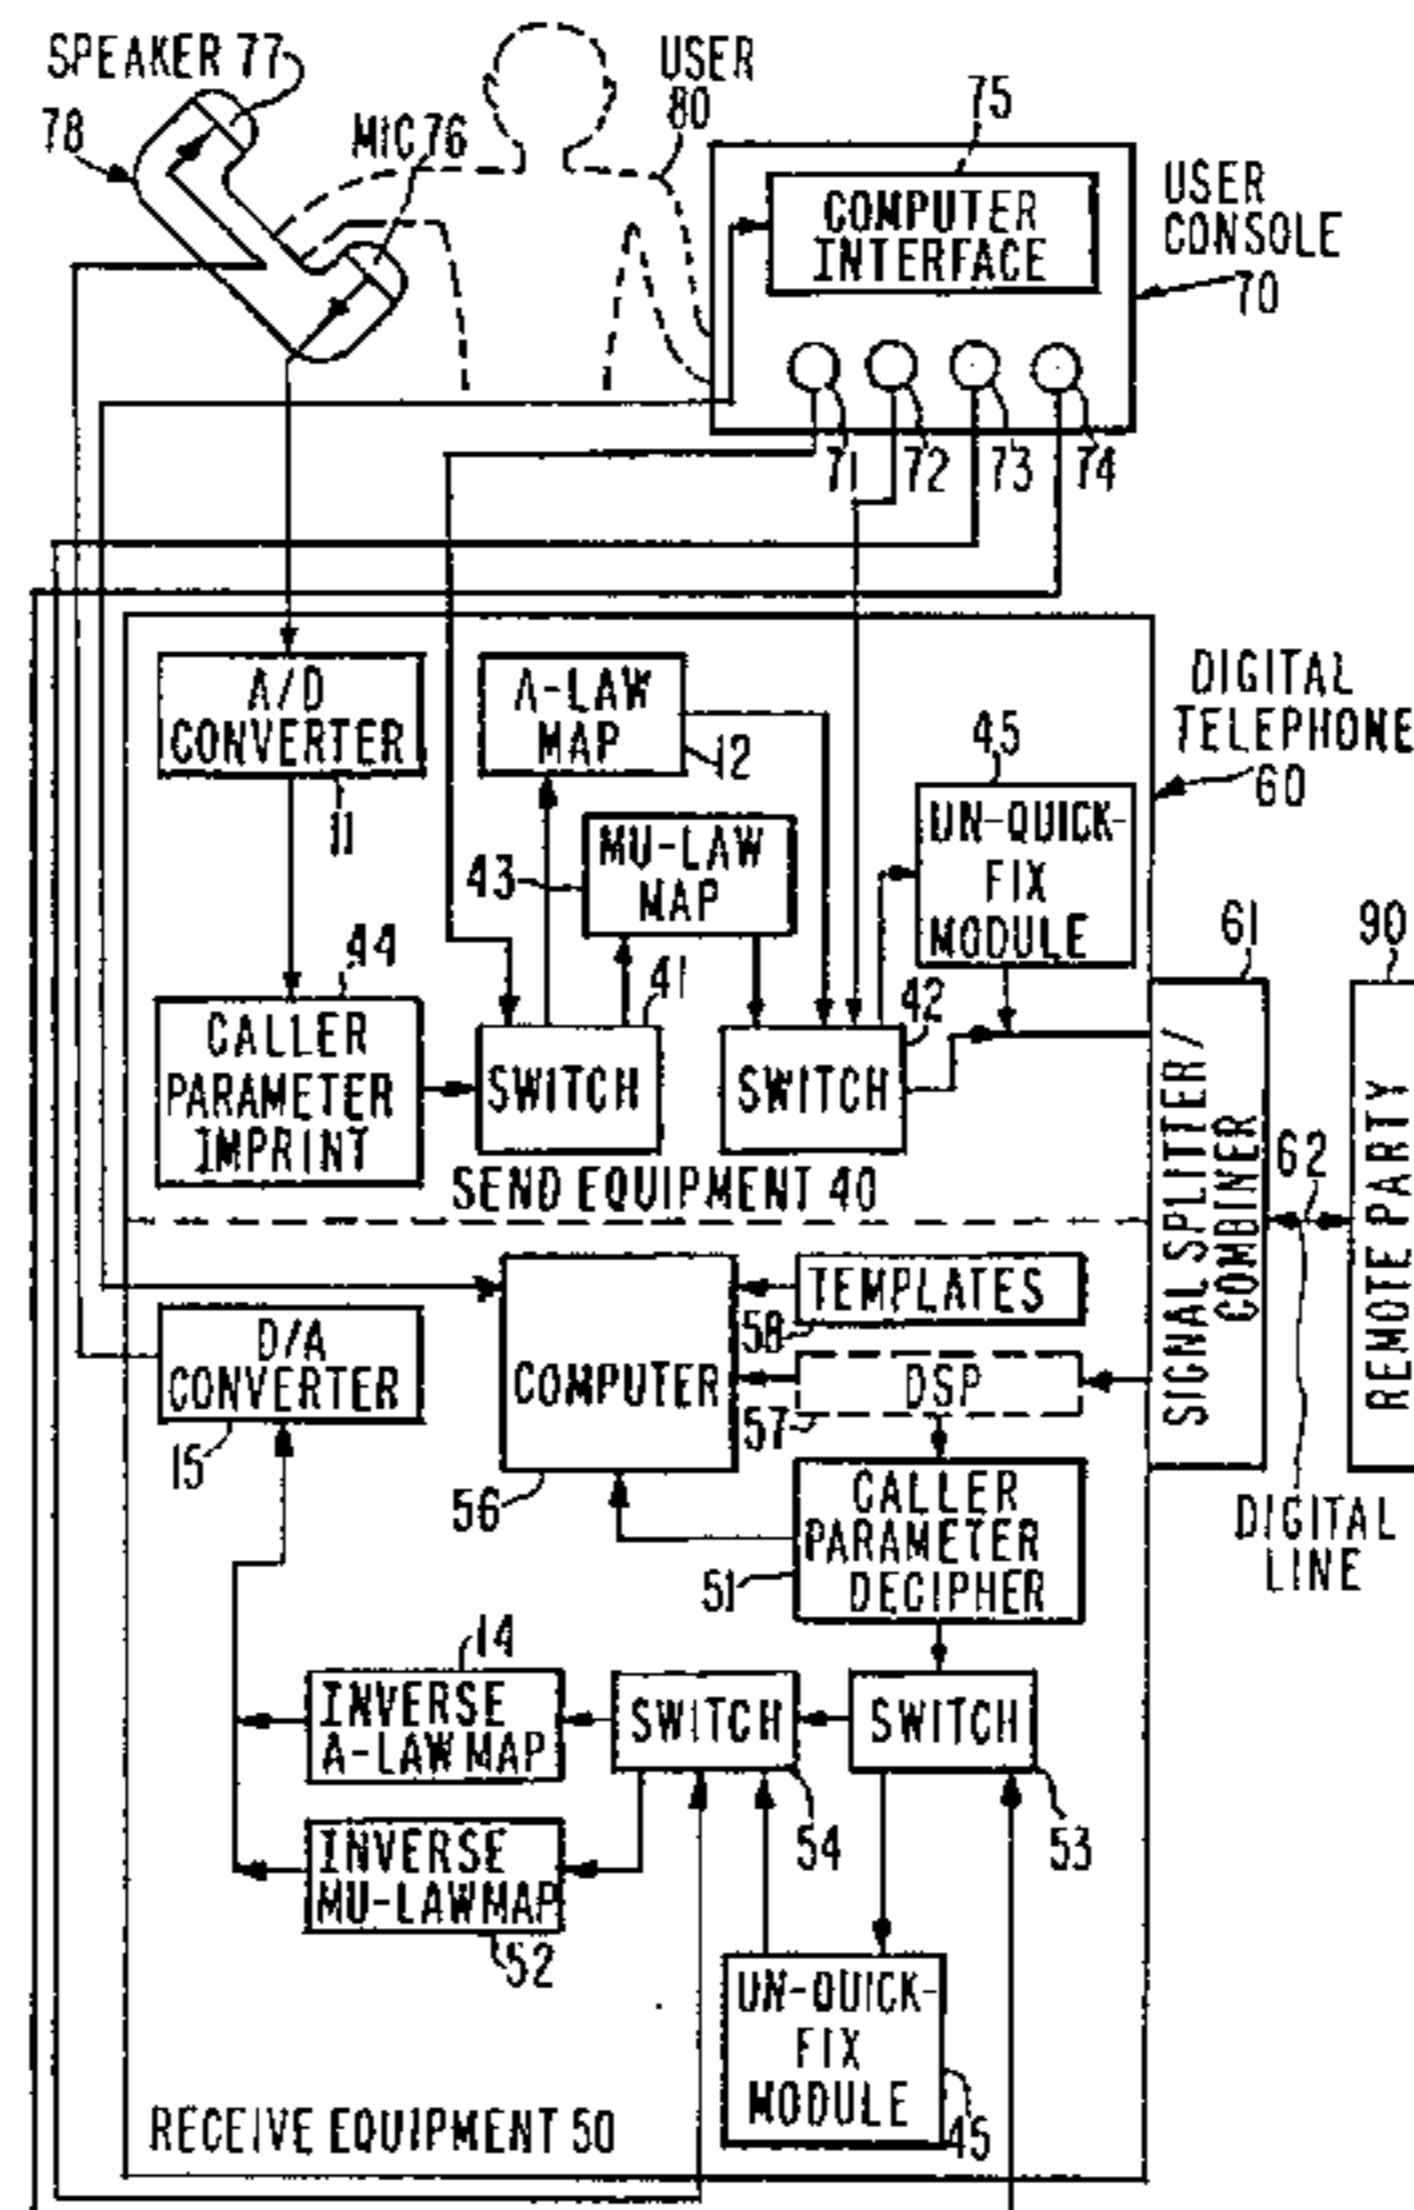 SPEAKER 77
78
MIC 76
USER
80
75
COMPUTER
INTERFACE
USER
CONSOLE
70
71
72
73
74
A/D
CONVERTER
11
A-LAW
MAP
12
MU-LAW
MAP
43
45
UN-QUICK-
FIX
MODULE
DIGITAL
TELEPHONE
60
44
CALLER
PARAMETER
IMPRINT
41
SWITCH
42
SWITCH
SEND EQUIPMENT 40
61
SIGNAL SPLITTER/
COMBINER
62
DIGITAL
LINE
90
REMOTE PARTY
D/A
CONVERTER
15
COMPUTER
56
TEMPLATES
58
DSP
57
CALLER
PARAMETER
DECIPHER
51
14
INVERSE
A-LAW MAP
INVERSE
MU-LAW MAP
52
SWITCH
54
SWITCH
53
UN-QUICK-
FIX
MODULE
45
RECEIVE EQUIPMENT 50